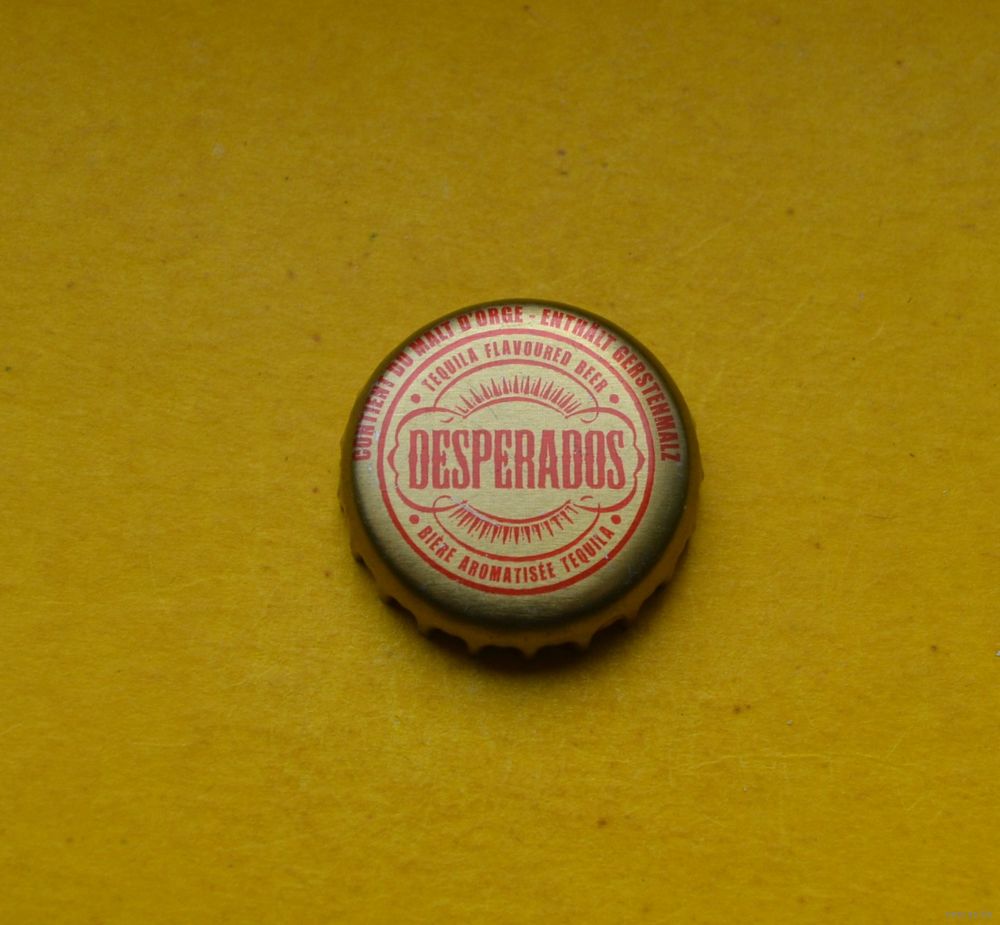 CONTIENT DU MALT D'ORGE - ENTHÄLT GERSTENMALZ
TEQUILA FLAVOURED BEER
DESPERADOS
BIÈRE AROMATISÉE TEQUILA